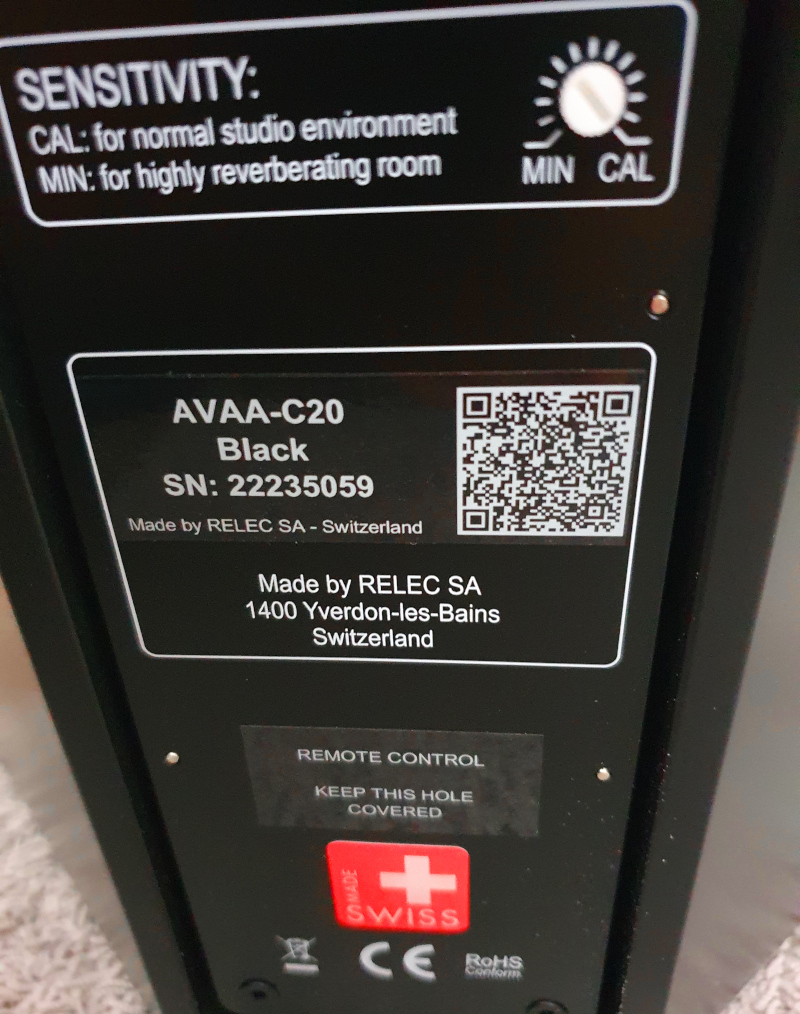 SENSITIVITY:
CAL: for normal studio environment
MIN: for highly reverberating room
MIN CAL
AVAA-C20
Black
SN: 22235059
Made by RELEC SA - Switzerland
Made by RELEC SA
1400 Yverdon-les-Bains
Switzerland
REMOTE CONTROL
KEEP THIS HOLE
COVERED
MADE
SWISS
CE
RoHS
Conform